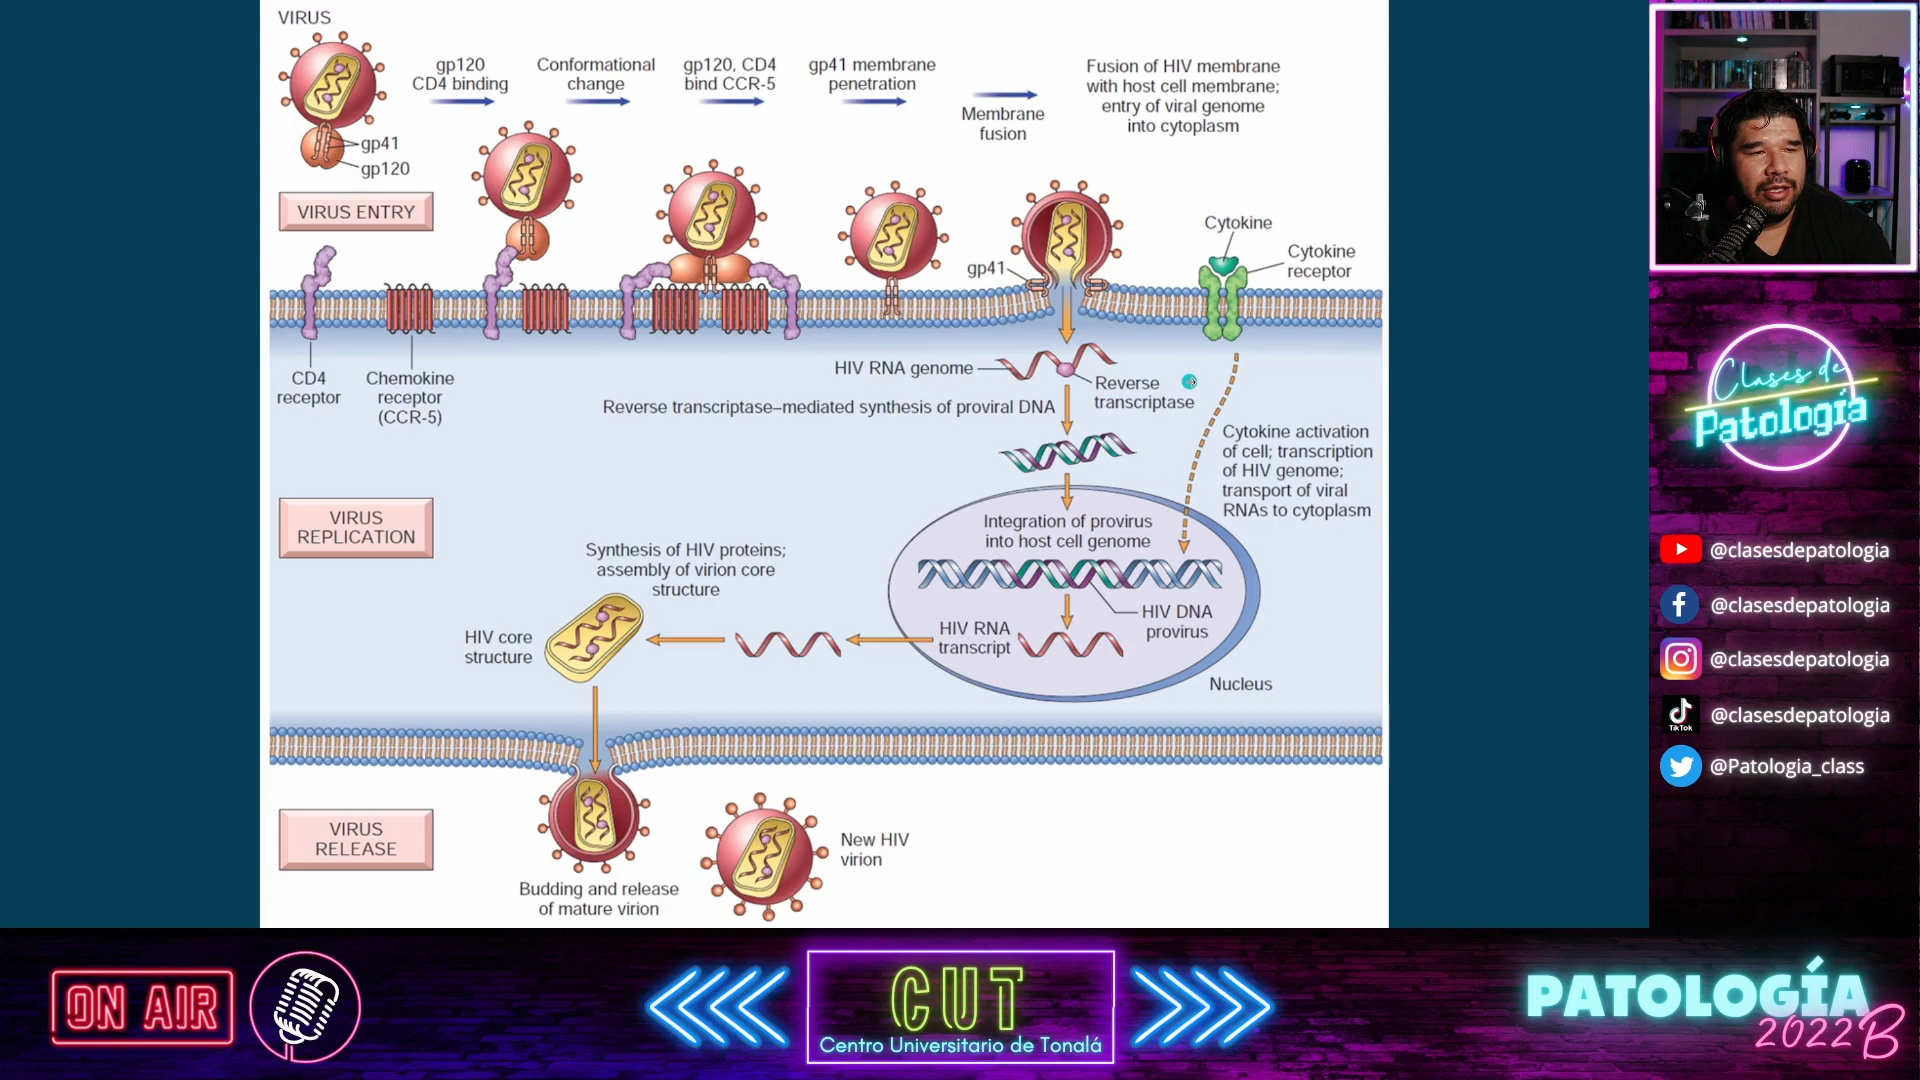 VIRUS
gp120
CD4 binding
Conformational
change
gp120, CD4
bind CCR-5
gp41 membrane
penetration
Membrane
fusion
Fusion of HIV membrane
with host cell membrane;
entry of viral genome
into cytoplasm
gp41
gp120
VIRUS ENTRY
gp41
Cytokine
Cytokine
receptor
CD4
receptor
Chemokine
receptor
(CCR-5)
HIV RNA genome
Reverse
transcriptase
Reverse transcriptase–mediated synthesis of proviral DNA
Cytokine activation
of cell; transcription
of HIV genome;
transport of viral
RNAs to cytoplasm
VIRUS
REPLICATION
Integration of provirus
into host cell genome
Synthesis of HIV proteins;
assembly of virion core
structure
HIV DNA
provirus
HIV RNA
transcript
HIV core
structure
Nucleus
VIRUS
RELEASE
New HIV
virion
Budding and release
of mature virion
Clases de
Patología
@clasesdepatologia
@clasesdepatologia
@clasesdepatologia
TikTok
@clasesdepatologia
@Patologia_class
ON AIR
CUT
Centro Universitario de Tonalá
PATOLOGÍA
2022B